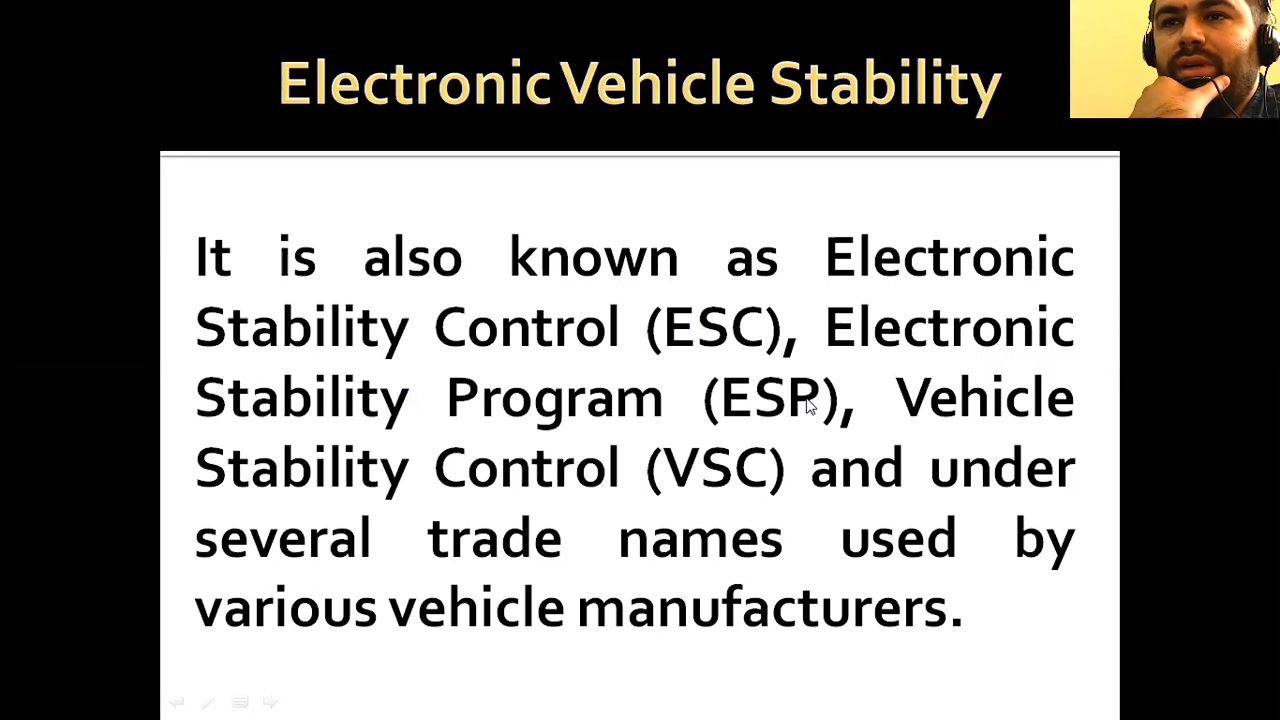 Electronic Vehicle Stability
It is also known as Electronic
Stability Control (ESC), Electronic
Stability Program (ESP), Vehicle
Stability Control (VSC) and under
several trade names used by
various vehicle manufacturers.